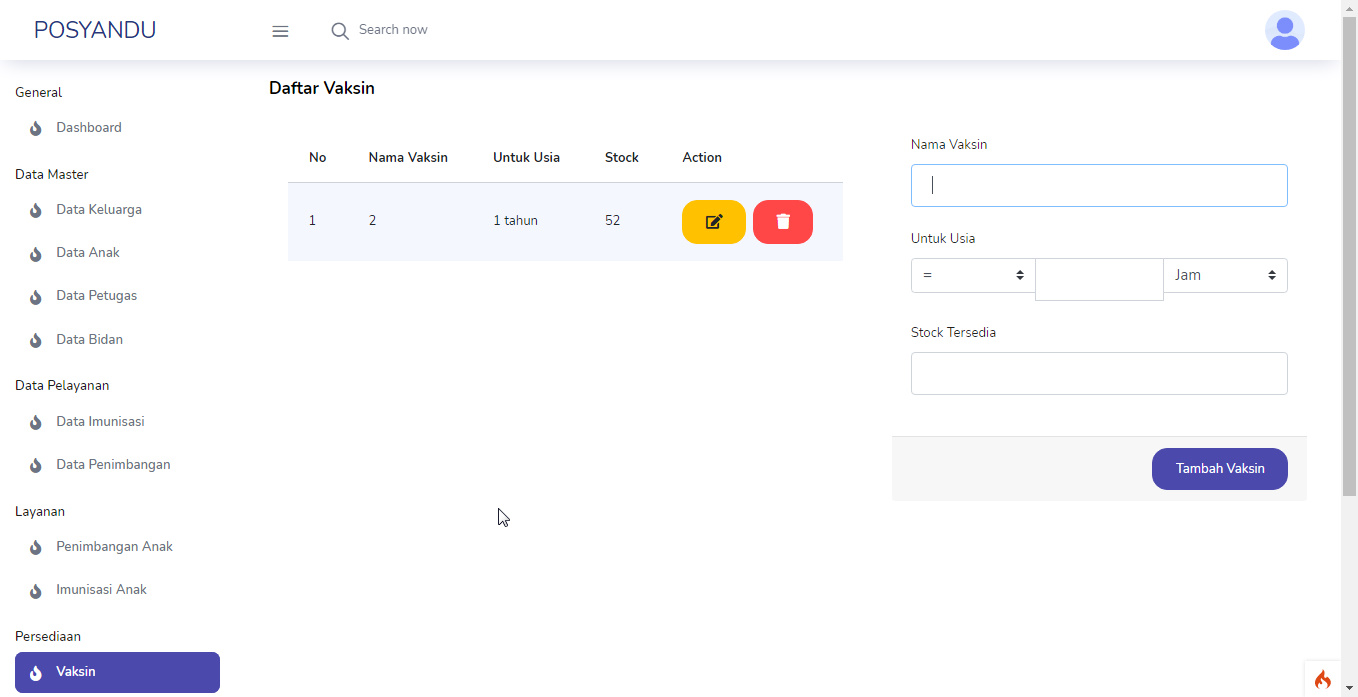 POSYANDU
Search now
General
Dashboard
Data Master
Data Keluarga
Data Anak
Data Petugas
Data Bidan
Data Pelayanan
Data Imunisasi
Data Penimbangan
Layanan
Penimbangan Anak
Imunisasi Anak
Persediaan
Vaksin
Daftar Vaksin
No Nama Vaksin Untuk Usia Stock Action
1 2 1 tahun 52
Nama Vaksin
Untuk Usia
= Jam
Stock Tersedia
Tambah Vaksin